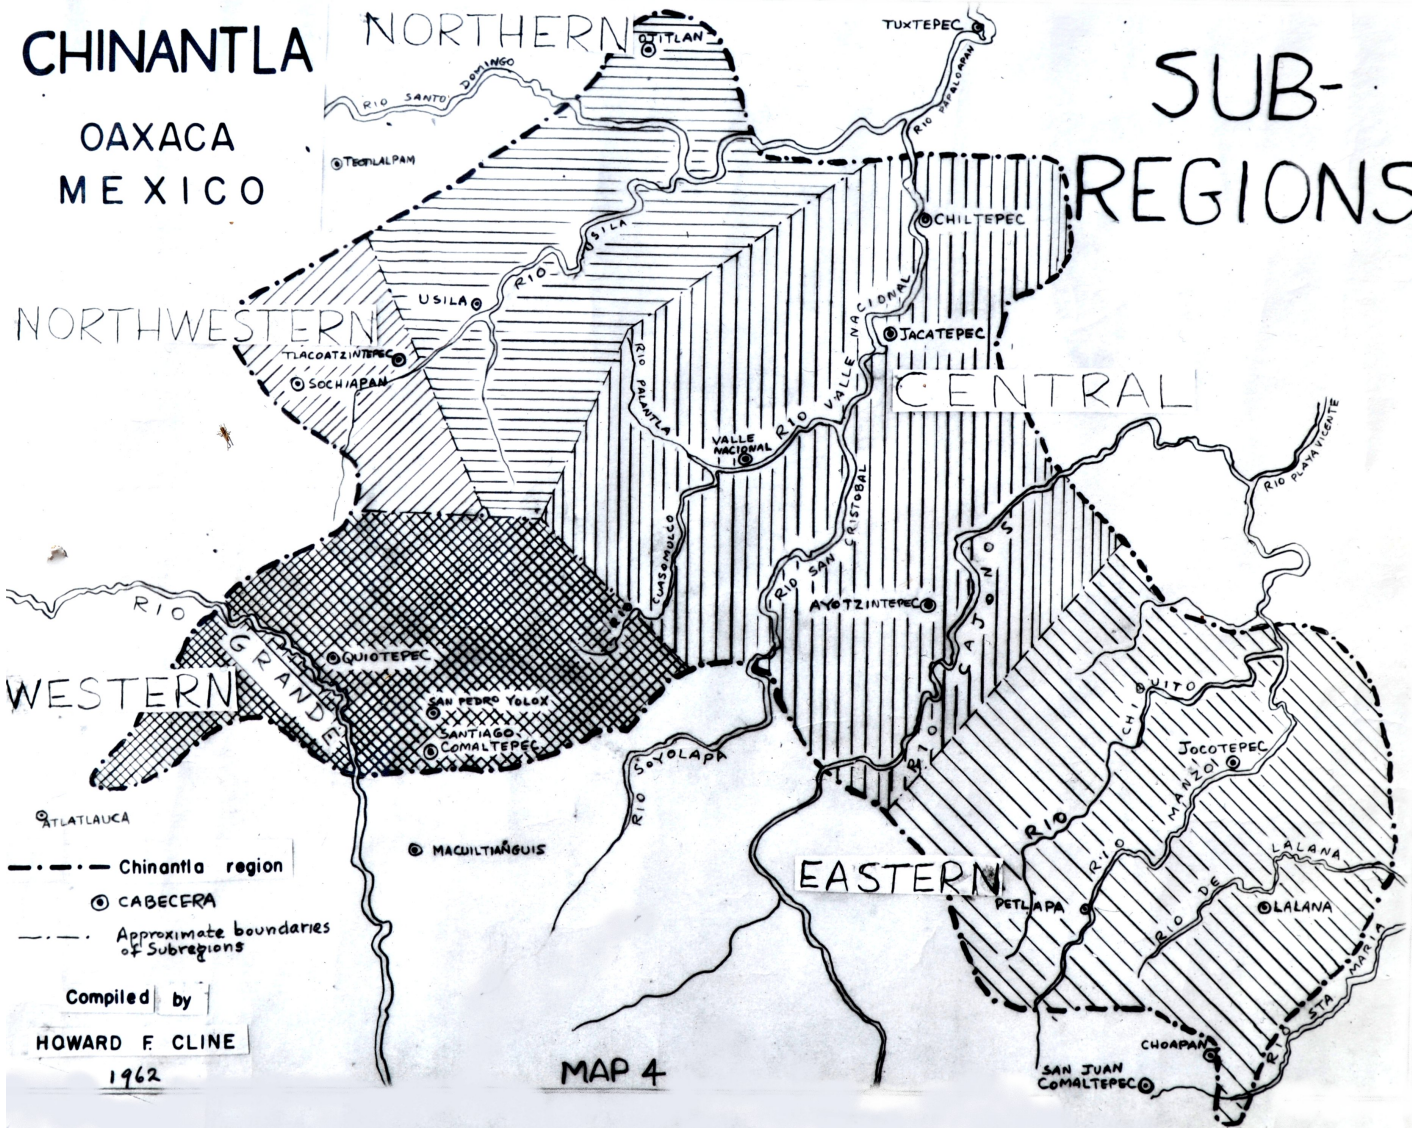 CHINANTLA
OAXACA
MEXICO
NORTHERN
SUB-
REGIONS
OJITLAN
TUXTEPEC
RIO SANTO DOMINGO
RIO PAPALOAPAN
TEOTILALPAM
CHILTEPEC
RIO USILA
USILA
NORTHWESTERN
TLACOATZINTEPEC
SOCHIAPAN
RIO PALANTLA
RIO VALLE NACIONAL
JACATEPEC
CENTRAL
VALLE
NACIONAL
RIO PLAYA VICENTE
RIO SAN CRISTOBAL
RIO CUASOMULCO
AYOTZINTEPEC
RIO CAJONOS
RIO GRANDE
QUIOTEPEC
WESTERN
SAN PEDRO YOLOX
SANTIAGO
COMALTEPEC
RIO SOYOLAPA
RIO CHIQUITO
JOCOTEPEC
RIO MANZOI
ATLATLAUCA
MACUILTIANGUIS
EASTERN
PETLAPA
RIO DE LALANA
LALANA
RIO STA MARIA
CHOAPAN
SAN JUAN
COMALTEPEC
Chinantla region
CABECERA
Approximate boundaries
of Subregions
Compiled by
HOWARD F. CLINE
1962
MAP 4